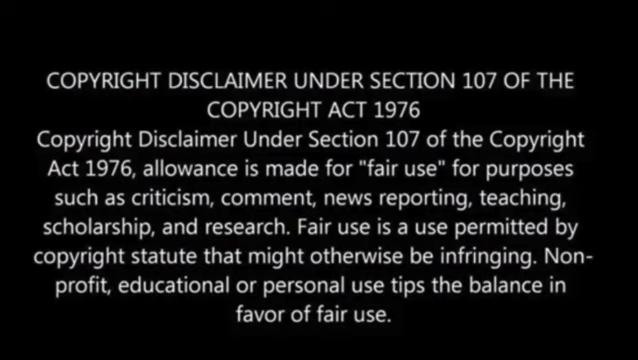 COPYRIGHT DISCLAIMER UNDER SECTION 107 OF THE
COPYRIGHT ACT 1976
Copyright Disclaimer Under Section 107 of the Copyright
Act 1976, allowance is made for "fair use" for purposes
such as criticism, comment, news reporting, teaching,
scholarship, and research. Fair use is a use permitted by
copyright statute that might otherwise be infringing. Non-
profit, educational or personal use tips the balance in
favor of fair use.